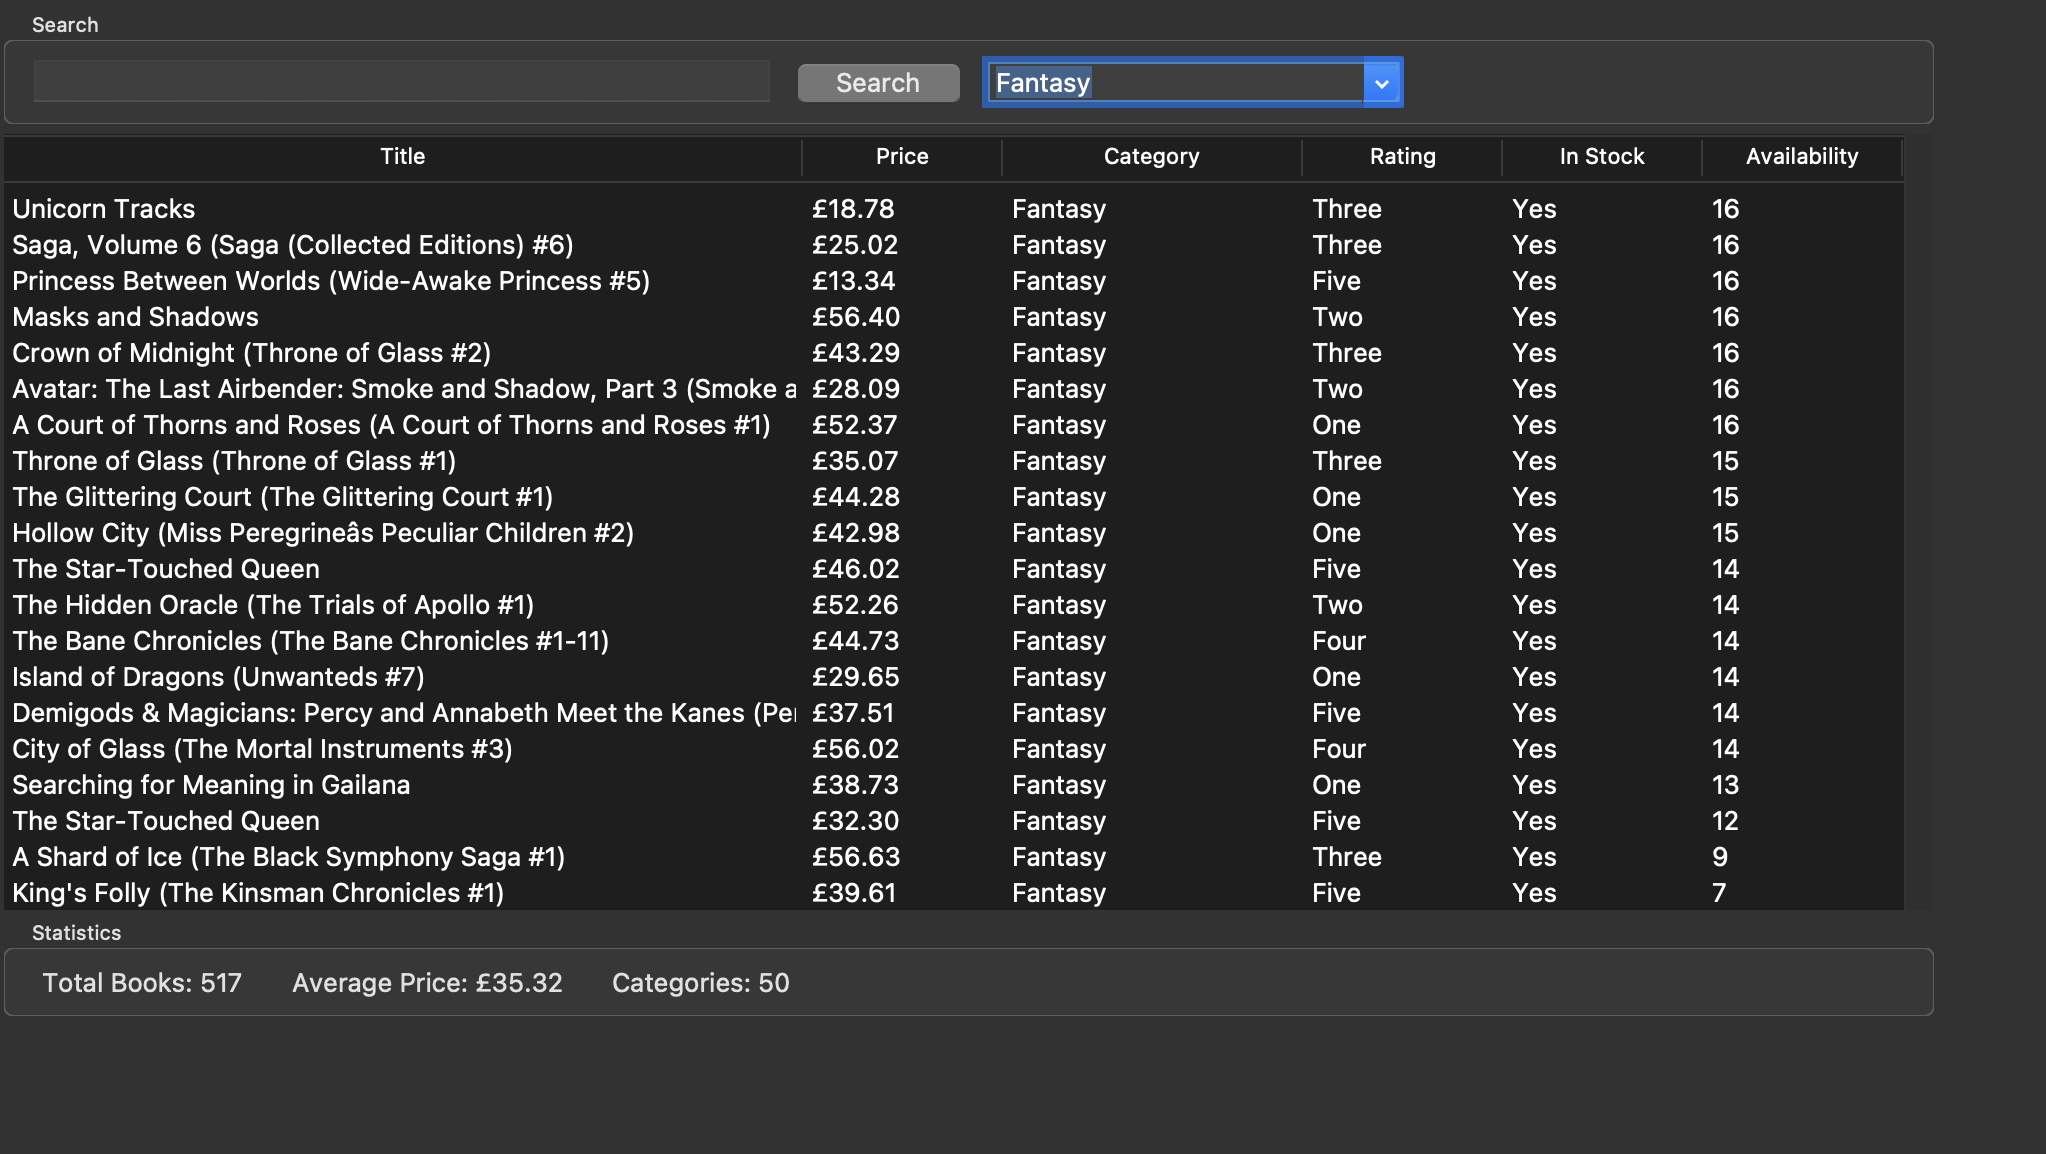 Search
Search Fantasy
Title Price Category Rating In Stock Availability
Unicorn Tracks £18.78 Fantasy Three Yes 16
Saga, Volume 6 (Saga (Collected Editions) #6) £25.02 Fantasy Three Yes 16
Princess Between Worlds (Wide-Awake Princess #5) £13.34 Fantasy Five Yes 16
Masks and Shadows £56.40 Fantasy Two Yes 16
Crown of Midnight (Throne of Glass #2) £43.29 Fantasy Three Yes 16
Avatar: The Last Airbender: Smoke and Shadow, Part 3 (Smoke a £28.09 Fantasy Two Yes 16
A Court of Thorns and Roses (A Court of Thorns and Roses #1) £52.37 Fantasy One Yes 16
Throne of Glass (Throne of Glass #1) £35.07 Fantasy Three Yes 15
The Glittering Court (The Glittering Court #1) £44.28 Fantasy One Yes 15
Hollow City (Miss Peregrineâs Peculiar Children #2) £42.98 Fantasy One Yes 15
The Star-Touched Queen £46.02 Fantasy Five Yes 14
The Hidden Oracle (The Trials of Apollo #1) £52.26 Fantasy Two Yes 14
The Bane Chronicles (The Bane Chronicles #1-11) £44.73 Fantasy Four Yes 14
Island of Dragons (Unwanteds #7) £29.65 Fantasy One Yes 14
Demigods & Magicians: Percy and Annabeth Meet the Kanes (Per £37.51 Fantasy Five Yes 14
City of Glass (The Mortal Instruments #3) £56.02 Fantasy Four Yes 14
Searching for Meaning in Gailana £38.73 Fantasy One Yes 13
The Star-Touched Queen £32.30 Fantasy Five Yes 12
A Shard of Ice (The Black Symphony Saga #1) £56.63 Fantasy Three Yes 9
King's Folly (The Kinsman Chronicles #1) £39.61 Fantasy Five Yes 7
Statistics
Total Books: 517 Average Price: £35.32 Categories: 50